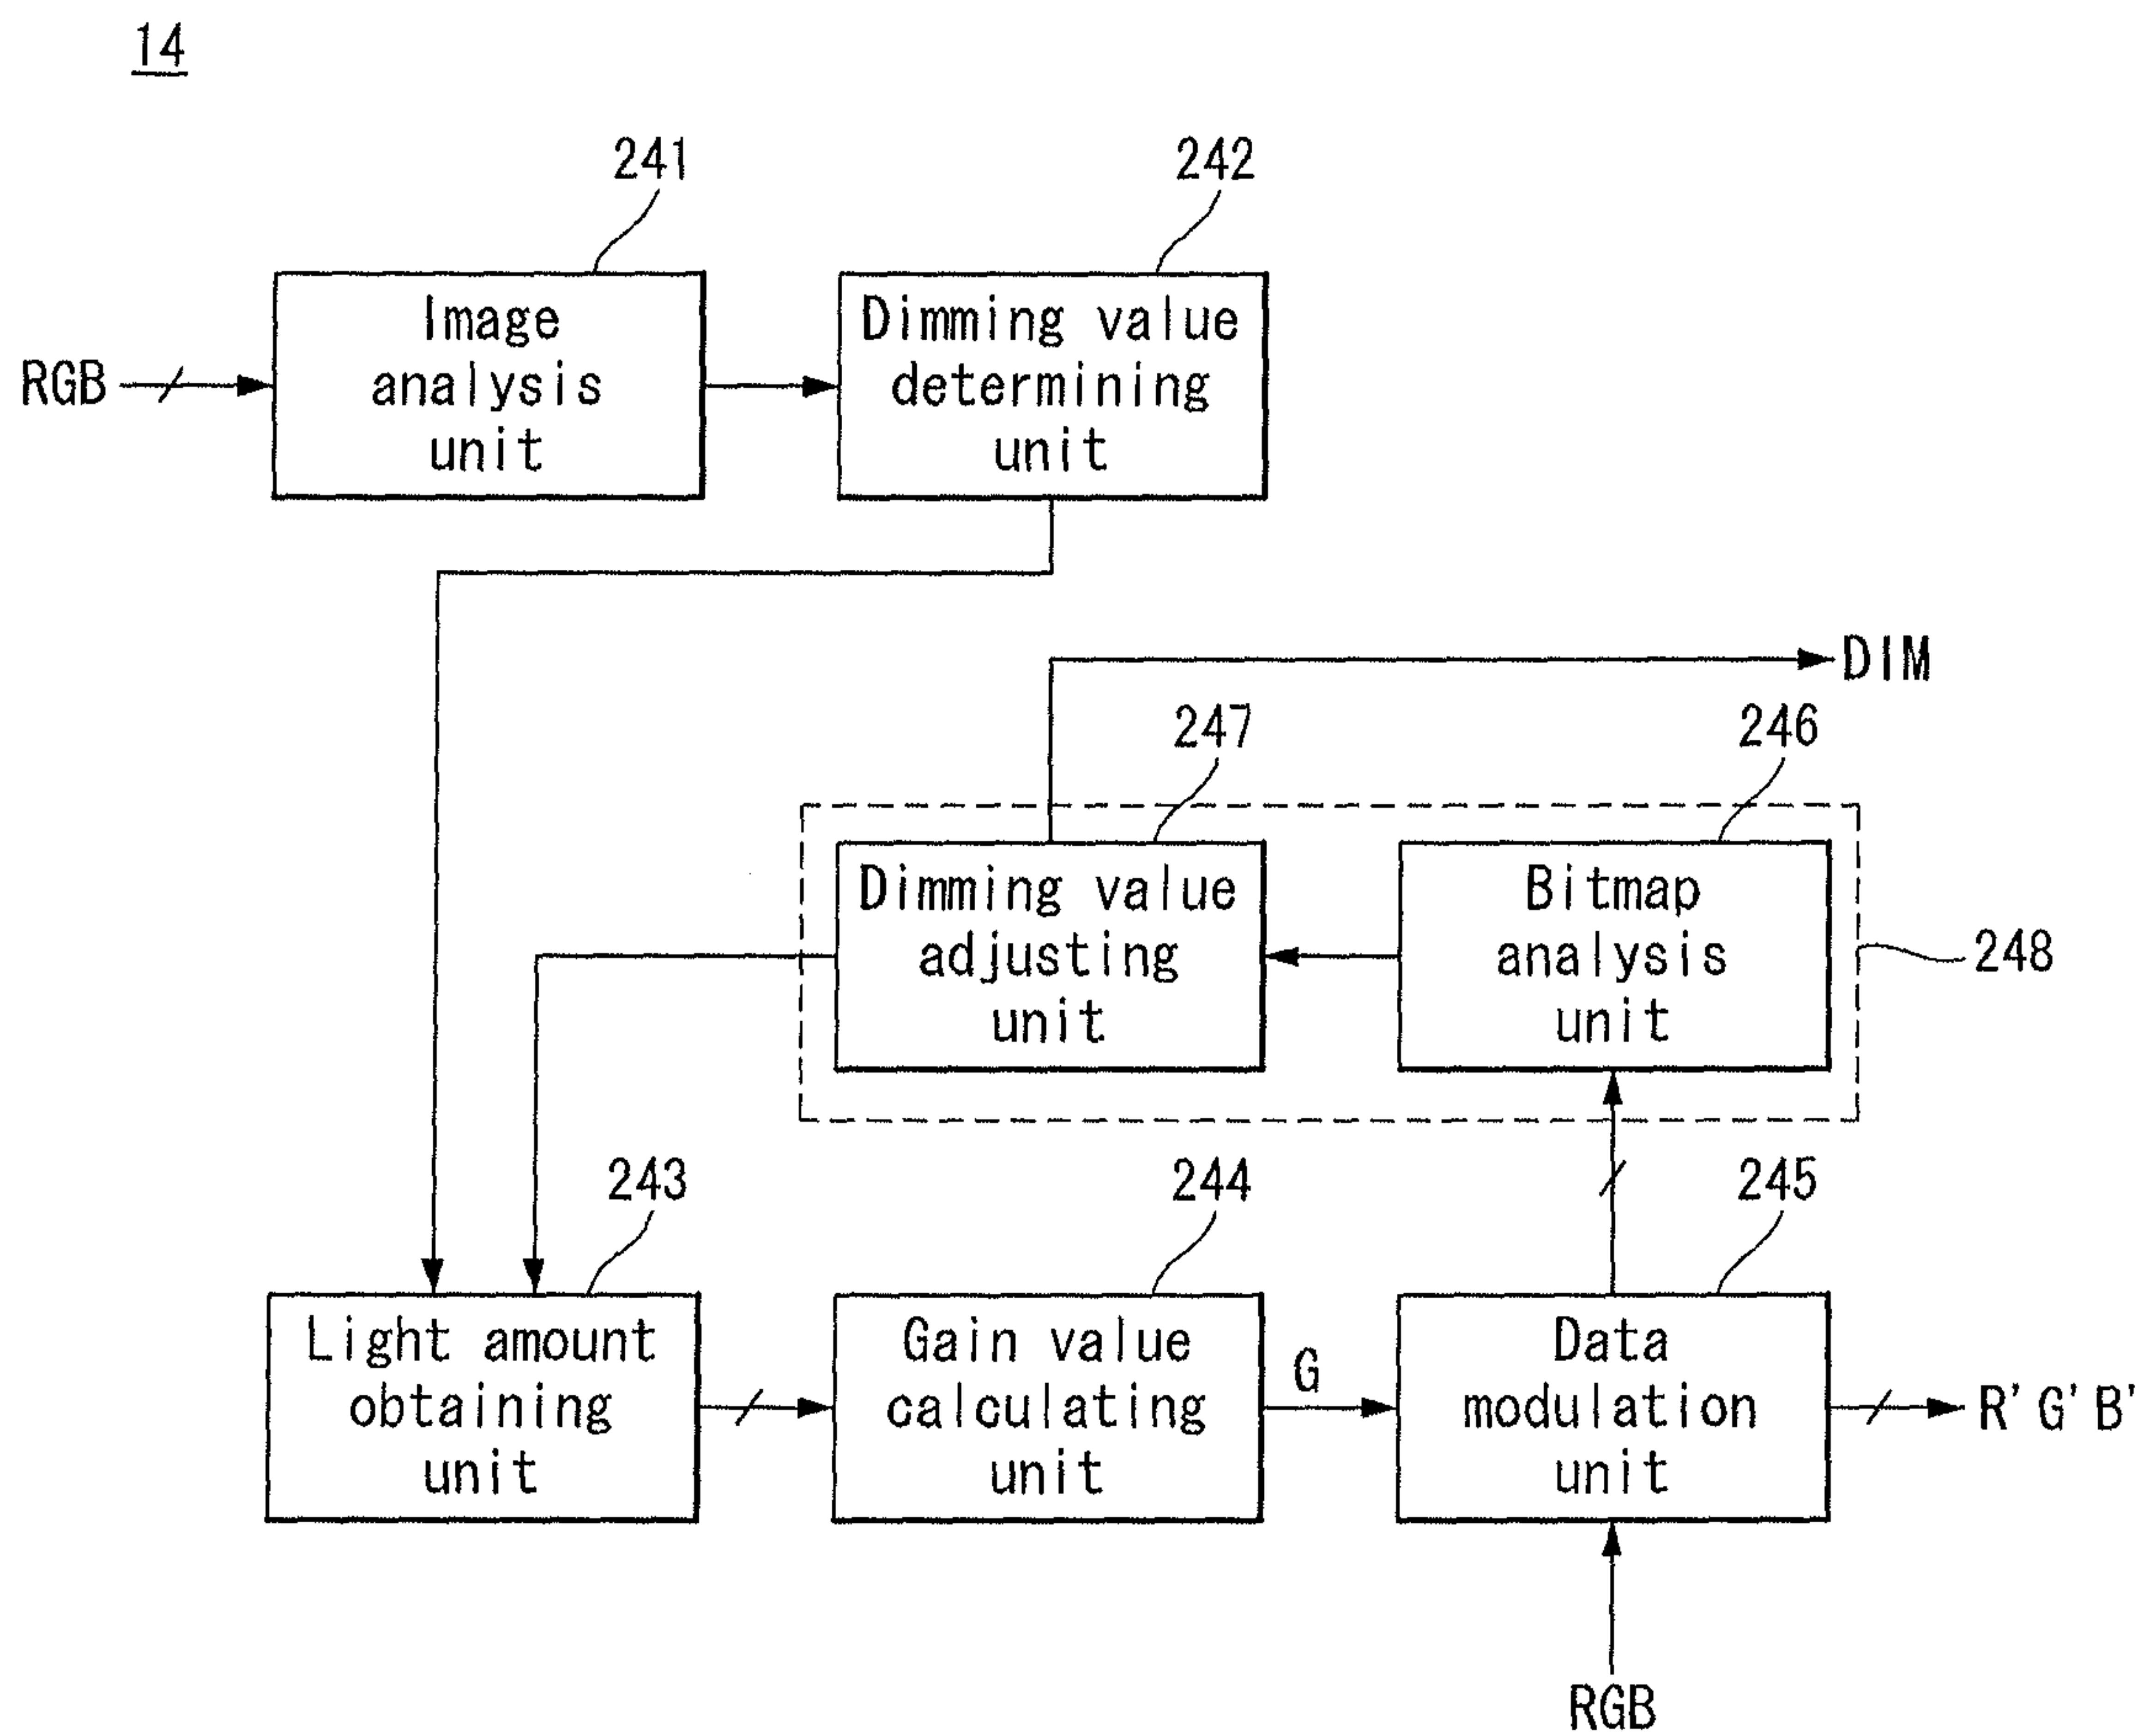 14
241
242
RGB
Image
analysis
unit
Dimming value
determining
unit
DIM
247
246
Dimming value
adjusting
unit
Bitmap
analysis
unit
248
243
244
245
Light amount
obtaining
unit
Gain value
calculating
unit
G
Data
modulation
unit
R'G'B'
RGB